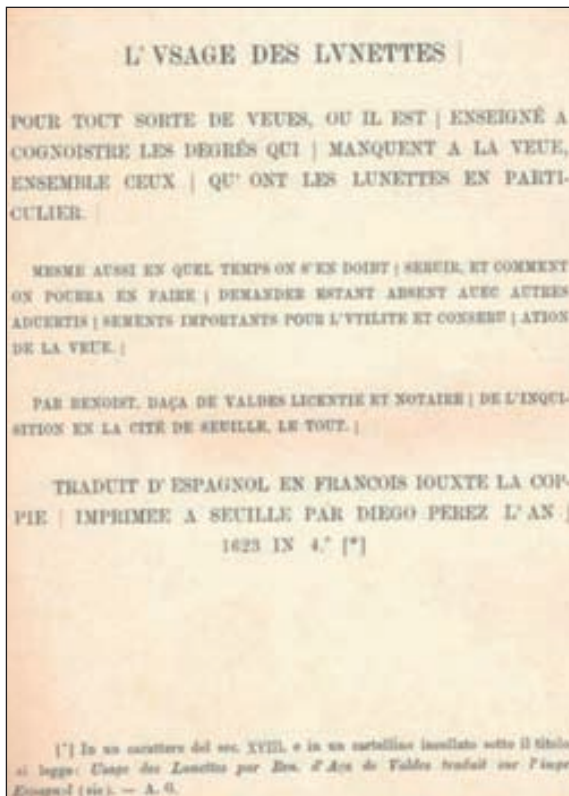 L' VSAGE DES LVNETTES |
POUR TOUT SORTE DE VEUES, OU IL EST | ENSEIGNÉ A
COGNOISTRE LES DEGRÉS QUI | MANQUENT A LA VEUE,
ENSEMBLE CEUX | QU' ONT LES LUNETTES EN PARTI-
CULIER. |
MESME AUSSI EN QUEL TEMPS ON S'EN DOIBT | SERUIR, ET COMMENT
ON POURRA EN FAIRE | DEMANDER ESTANT ABSENT AUEC AUTRES
ADUERTIS | SEMENTS IMPORTANTS POUR L'VTILITE ET CONSERU | ATION
DE LA VEUE. |
PAR BENOIST. DAÇA DE VALDES LICENTIE ET NOTAIRE | DE L'INQUI-
SITION EN LA CITÉ DE SEUILLE, LE TOUT. |
TRADUIT D' ESPAGNOL EN FRANCOIS IOUXTE LA COP-
PIE | IMPRIMEE A SEUILLE PAR DIEGO PEREZ L' AN |
1623 IN 4.° [*]
[*] In un carattere del sec. XVIII, e in un cartellino incollato sotto il titolo
si legge: Usage des Lunettes par Ben. d'Aça de Valdes traduit sur l'impr
Espagnol (sic). — A. G.